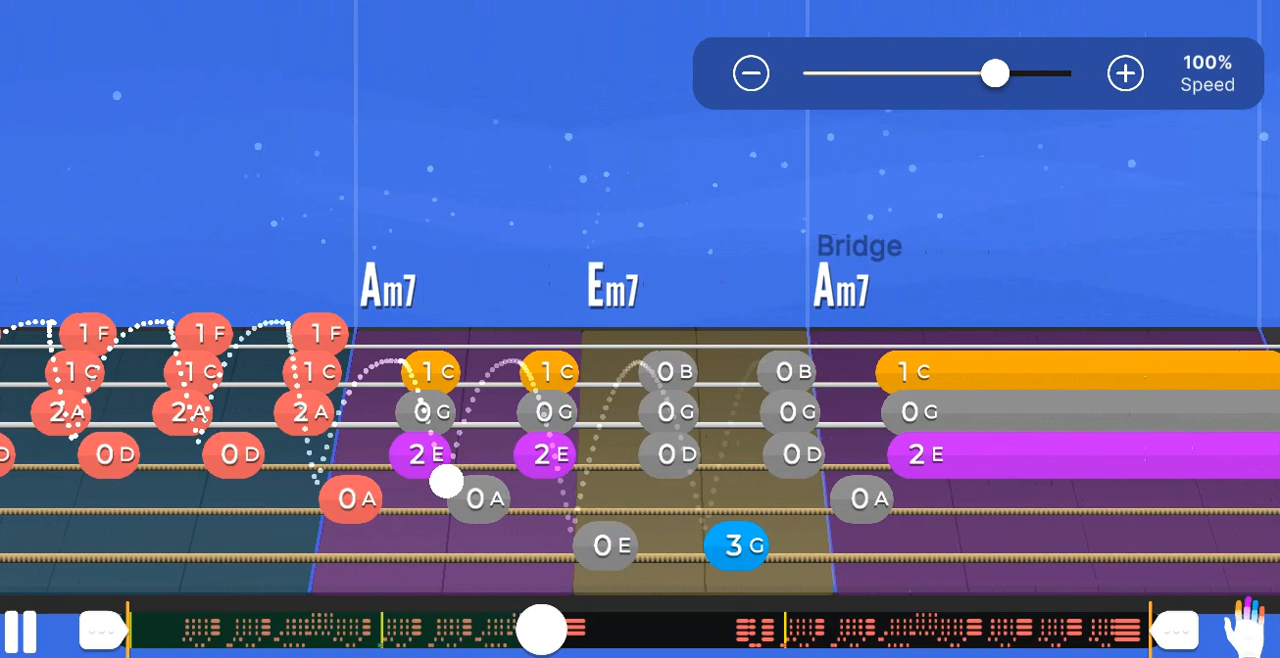 100%
Speed
Bridge
Am7 Em7 Am7
1 F 1 F 1 F
1 C 1 C 1 C 1 C 1 C 0 B 0 B 1 C
2 A 2 A 2 A 0 G 0 G 0 G 0 G 0 G
D 0 D 0 D 2 E 2 E 0 D 0 D 2 E
0 A 0 A 0 A
0 E 3 G